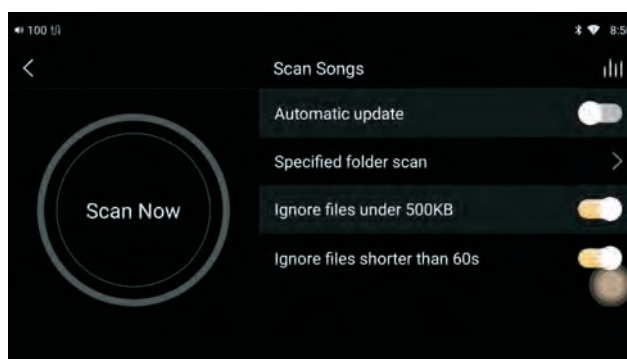 100
8:5
Scan Songs
Automatic update
Specified folder scan
Scan Now
Ignore files under 500KB
Ignore files shorter than 60s